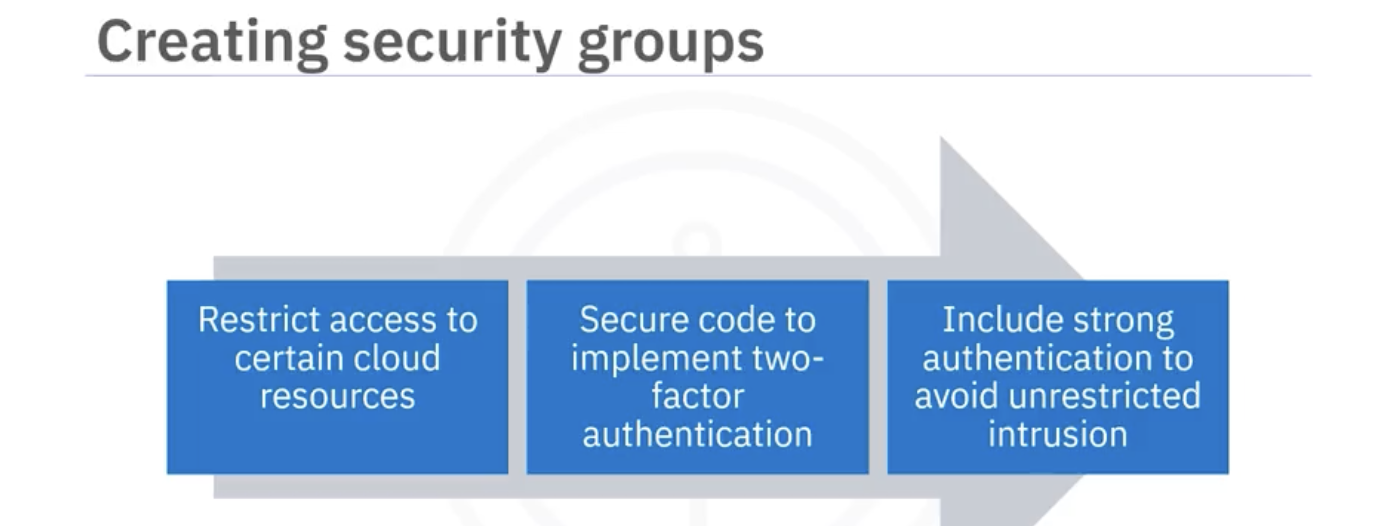 Creating security groups
Restrict access to
certain cloud
resources
Secure code to
implement two-
factor
authentication
Include strong
authentication to
avoid unrestricted
intrusion